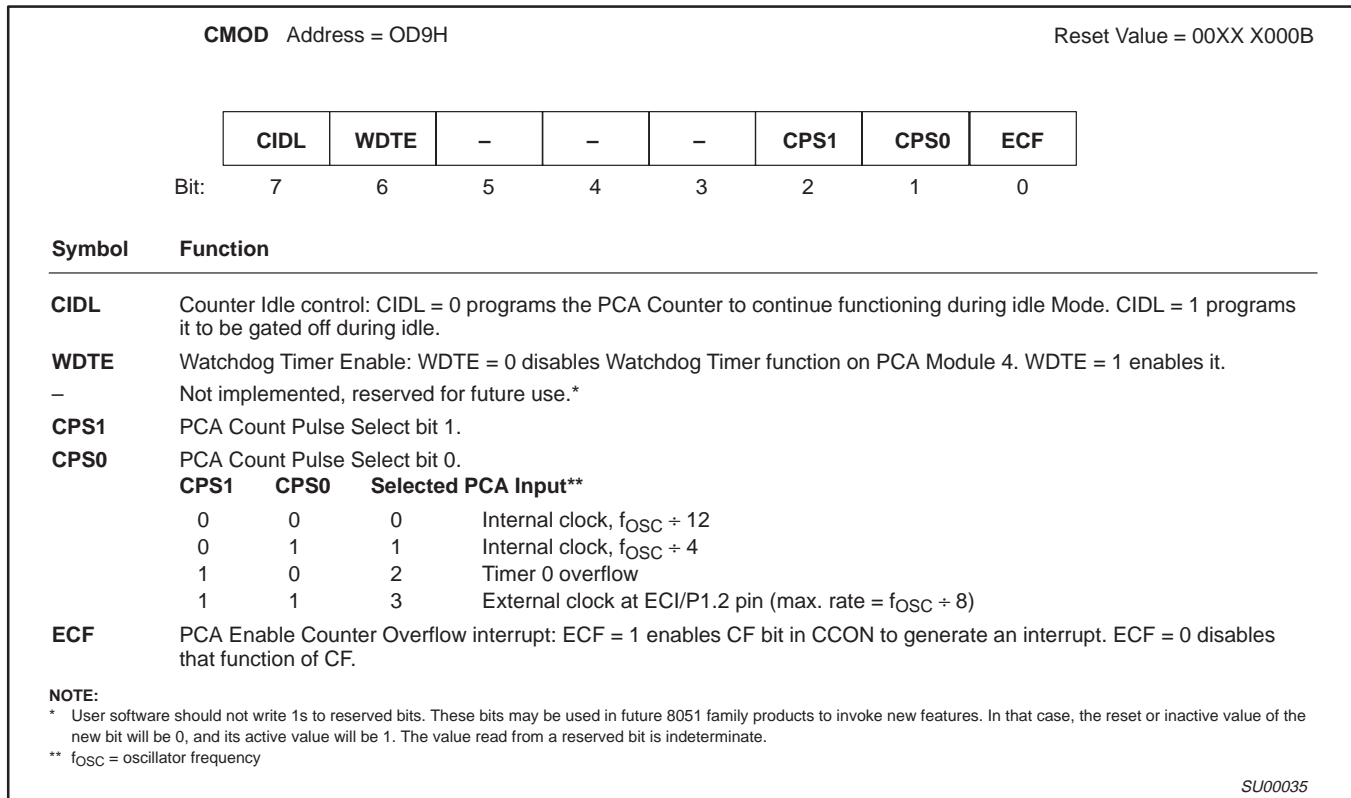 CMOD Address = OD9H Reset Value = 00XX X000B
CIDL WDTE – – – CPS1 CPS0 ECF
Bit: 7 6 5 4 3 2 1 0
Symbol Function
CIDL Counter Idle control: CIDL = 0 programs the PCA Counter to continue functioning during idle Mode. CIDL = 1 programs
it to be gated off during idle.
WDTE Watchdog Timer Enable: WDTE = 0 disables Watchdog Timer function on PCA Module 4. WDTE = 1 enables it.
– Not implemented, reserved for future use.*
CPS1 PCA Count Pulse Select bit 1.
CPS0 PCA Count Pulse Select bit 0.
CPS1 CPS0 Selected PCA Input**
0 0 0 Internal clock, fOSC ÷ 12
0 1 1 Internal clock, fOSC ÷ 4
1 0 2 Timer 0 overflow
1 1 3 External clock at ECI/P1.2 pin (max. rate = fOSC ÷ 8)
ECF PCA Enable Counter Overflow interrupt: ECF = 1 enables CF bit in CCON to generate an interrupt. ECF = 0 disables
that function of CF.
NOTE:
* User software should not write 1s to reserved bits. These bits may be used in future 8051 family products to invoke new features. In that case, the reset or inactive value of the
new bit will be 0, and its active value will be 1. The value read from a reserved bit is indeterminate.
** fOSC = oscillator frequency
SU00035